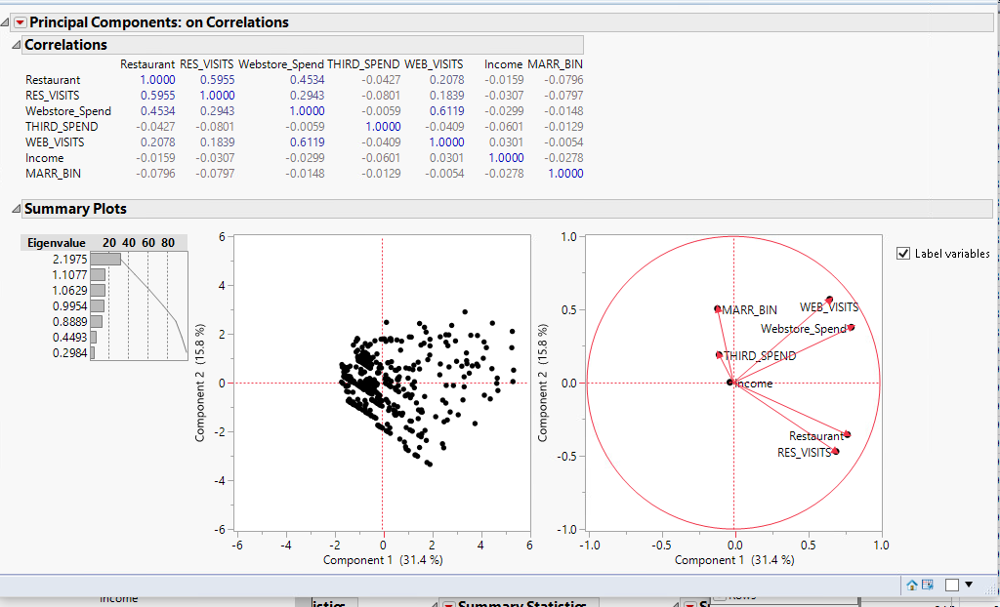 Principal Components: on Correlations
Correlations
Restaurant RES_VISITS Webstore_Spend THIRD_SPEND WEB_VISITS Income MARR_BIN
Restaurant 1.0000 0.5955 0.4534 -0.0427 0.2078 -0.0159 -0.0796
RES_VISITS 0.5955 1.0000 0.2943 -0.0801 0.1839 -0.0307 -0.0797
Webstore_Spend 0.4534 0.2943 1.0000 -0.0059 0.6119 -0.0299 -0.0148
THIRD_SPEND -0.0427 -0.0801 -0.0059 1.0000 -0.0409 -0.0601 -0.0129
WEB_VISITS 0.2078 0.1839 0.6119 -0.0409 1.0000 0.0301 -0.0054
Income -0.0159 -0.0307 -0.0299 -0.0601 0.0301 1.0000 -0.0278
MARR_BIN -0.0796 -0.0797 -0.0148 -0.0129 -0.0054 -0.0278 1.0000
Summary Plots
Eigenvalue 20 40 60 80
2.1975
1.1077
1.0629
0.9954
0.8889
0.4493
0.2984
Component 2 (15.8 %)
6
4
2
0
-2
-4
-6
-6 -4 -2 0 2 4 6
Component 1 (31.4 %)
Component 2 (15.8 %)
1.0
0.5
0.0
-0.5
-1.0
-1.0 -0.5 0.0 0.5 1.0
Component 1 (31.4 %)
WEB_VISITS
MARR_BIN
Webstore_Spend
THIRD_SPEND
Income
Restaurant
RES_VISITS
Label variables
Income
Summary Statistics